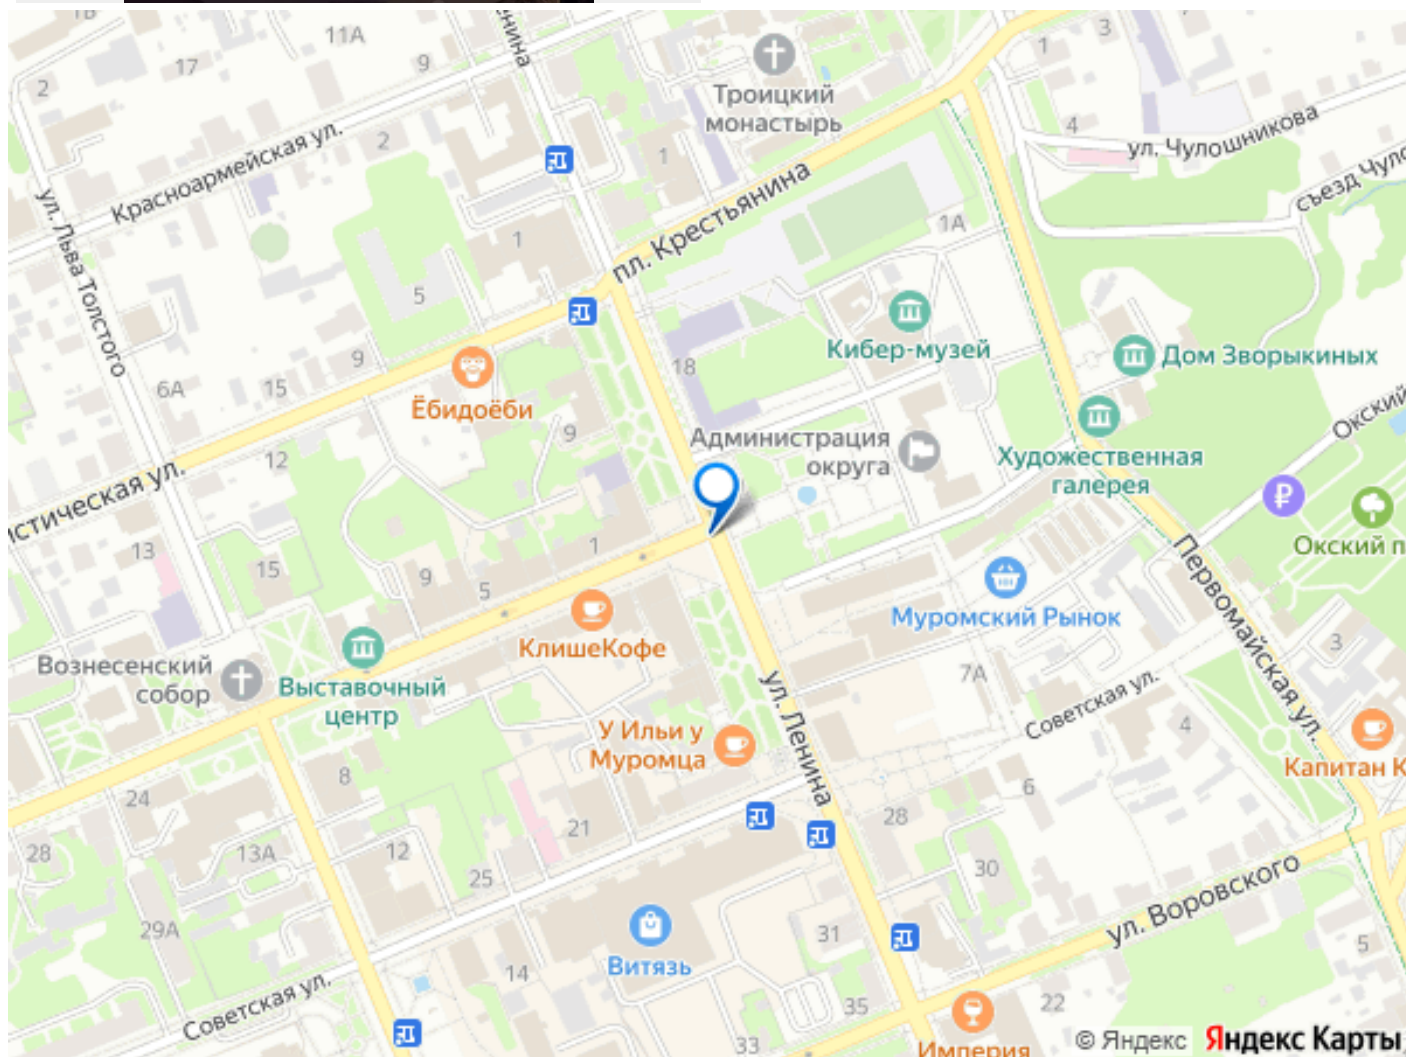 1В
11А
17
9
2
нина
Троицкий
монастырь
1
3
4
ул. Чулошникова
съезд Чуло
Красноармейская ул.
2
1
ул. Льва Толстого
1
пл. Крестьянина
1А
5
9
Кибер-музей
Дом Зворыкиных
6А
15
Ёбидоёби
18
9
Администрация
округа
Художественная
галерея
Окский
12
истическая ул.
Окский п
13
15
9
5
1
КлишеКофе
Муромский Рынок
Первомайская ул.
3
Вознесенский
собор
Выставочный
центр
7А
Советская ул.
4
ул. Ленина
У Ильи у
Муромца
Капитан К
8
24
6
28
21
28
13А
12
25
30
ул. Воровского
29А
31
5
Витязь
14
Советская ул.
35
22
33
Империя
© Яндекс Яндекс Карты